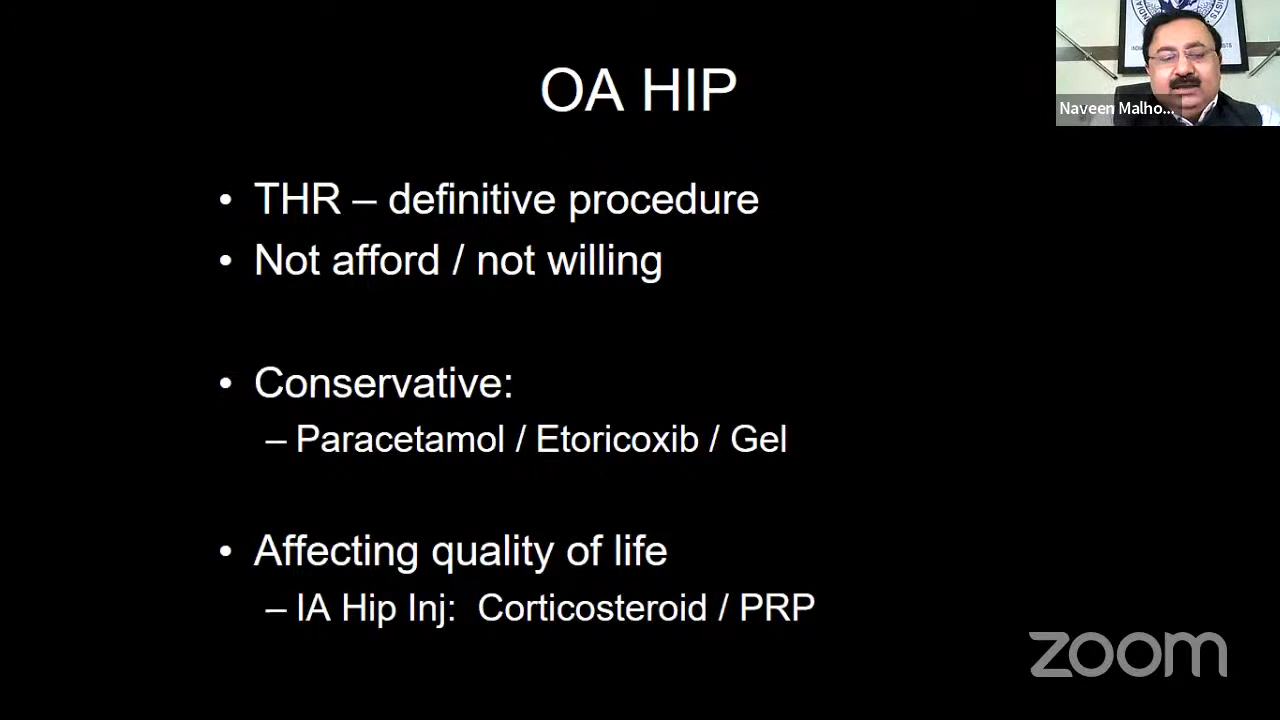 OA HIP
• THR – definitive procedure
• Not afford / not willing
• Conservative:
– Paracetamol / Etoricoxib / Gel
• Affecting quality of life
– IA Hip Inj: Corticosteroid / PRP
Naveen Malho...
zoom